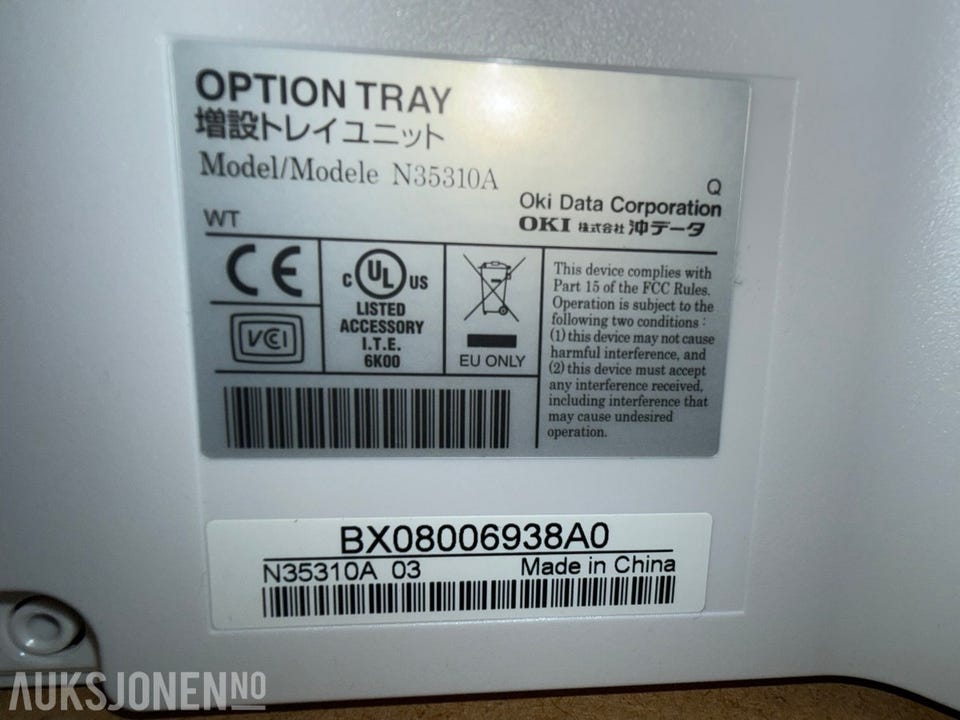 OPTION TRAY
増設トレイユニット
Model/Modele N35310A
Q
Oki Data Corporation
WT
OKI 株式会社 沖データ
CE
C UL US
LISTED
ACCESSORY
I.T.E.
6K00
VCI
EU ONLY
This device complies with
Part 15 of the FCC Rules.
Operation is subject to the
following two conditions :
(1) this device may not cause
harmful interference, and
(2) this device must accept
any interference received,
including interference that
may cause undesired
operation.
BX08006938A0
N35310A 03 Made in China
AUKSJONEN NO